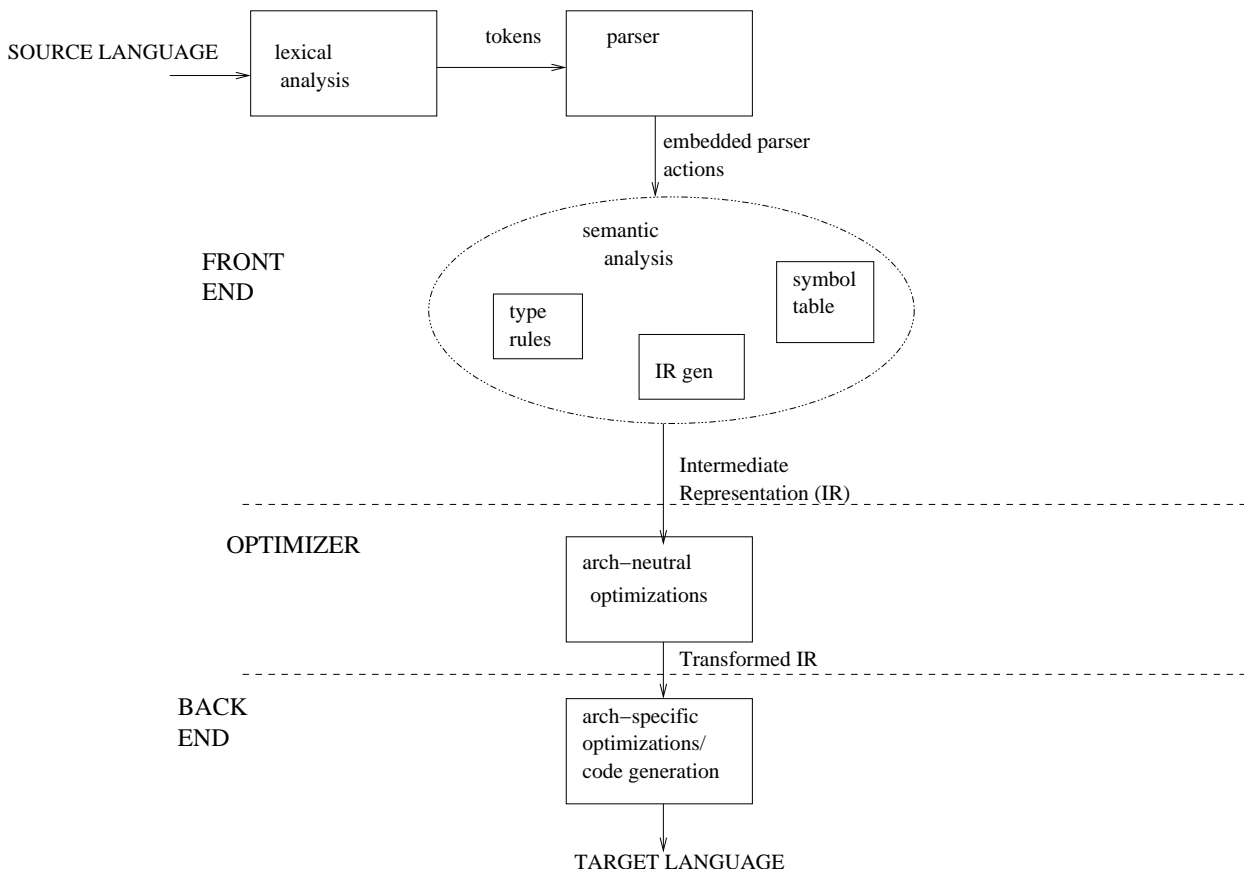 SOURCE LANGUAGE
lexical
analysis
tokens
parser
embedded parser
actions
FRONT
END
semantic
analysis
type
rules
IR gen
symbol
table
Intermediate
Representation (IR)
OPTIMIZER
arch−neutral
optimizations
Transformed IR
BACK
END
arch−specific
optimizations/
code generation
TARGET LANGUAGE